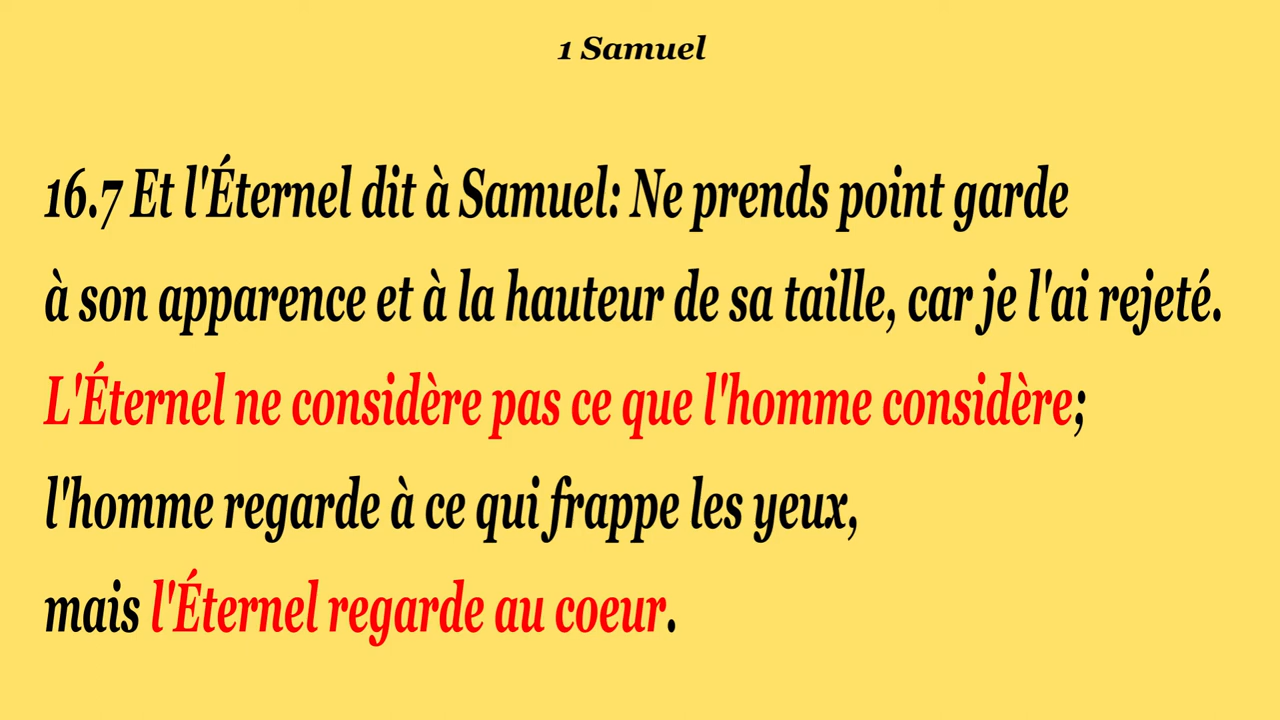 1 Samuel
16.7 Et l'Éternel dit à Samuel: Ne prends point garde
à son apparence et à la hauteur de sa taille, car je l'ai rejeté.
L'Éternel ne considère pas ce que l'homme considère;
l'homme regarde à ce qui frappe les yeux,
mais l'Éternel regarde au coeur.